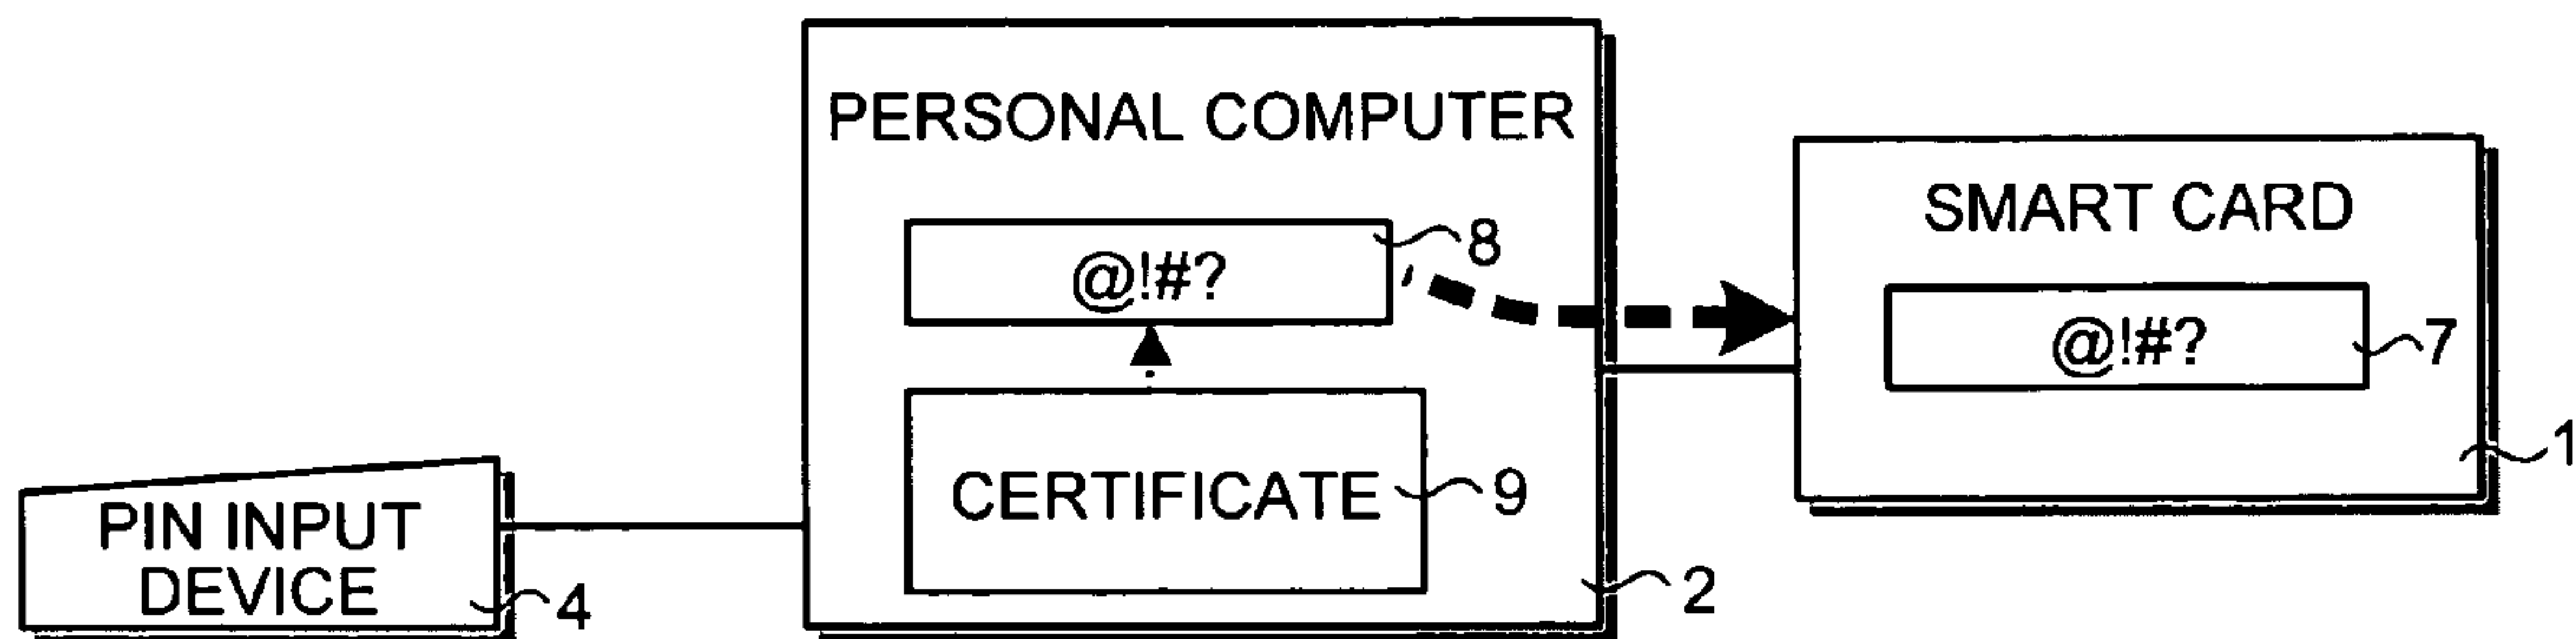 PERSONAL COMPUTER
@!#?
8
CERTIFICATE
9
2
SMART CARD
@!#?
7
1
PIN INPUT
DEVICE
4